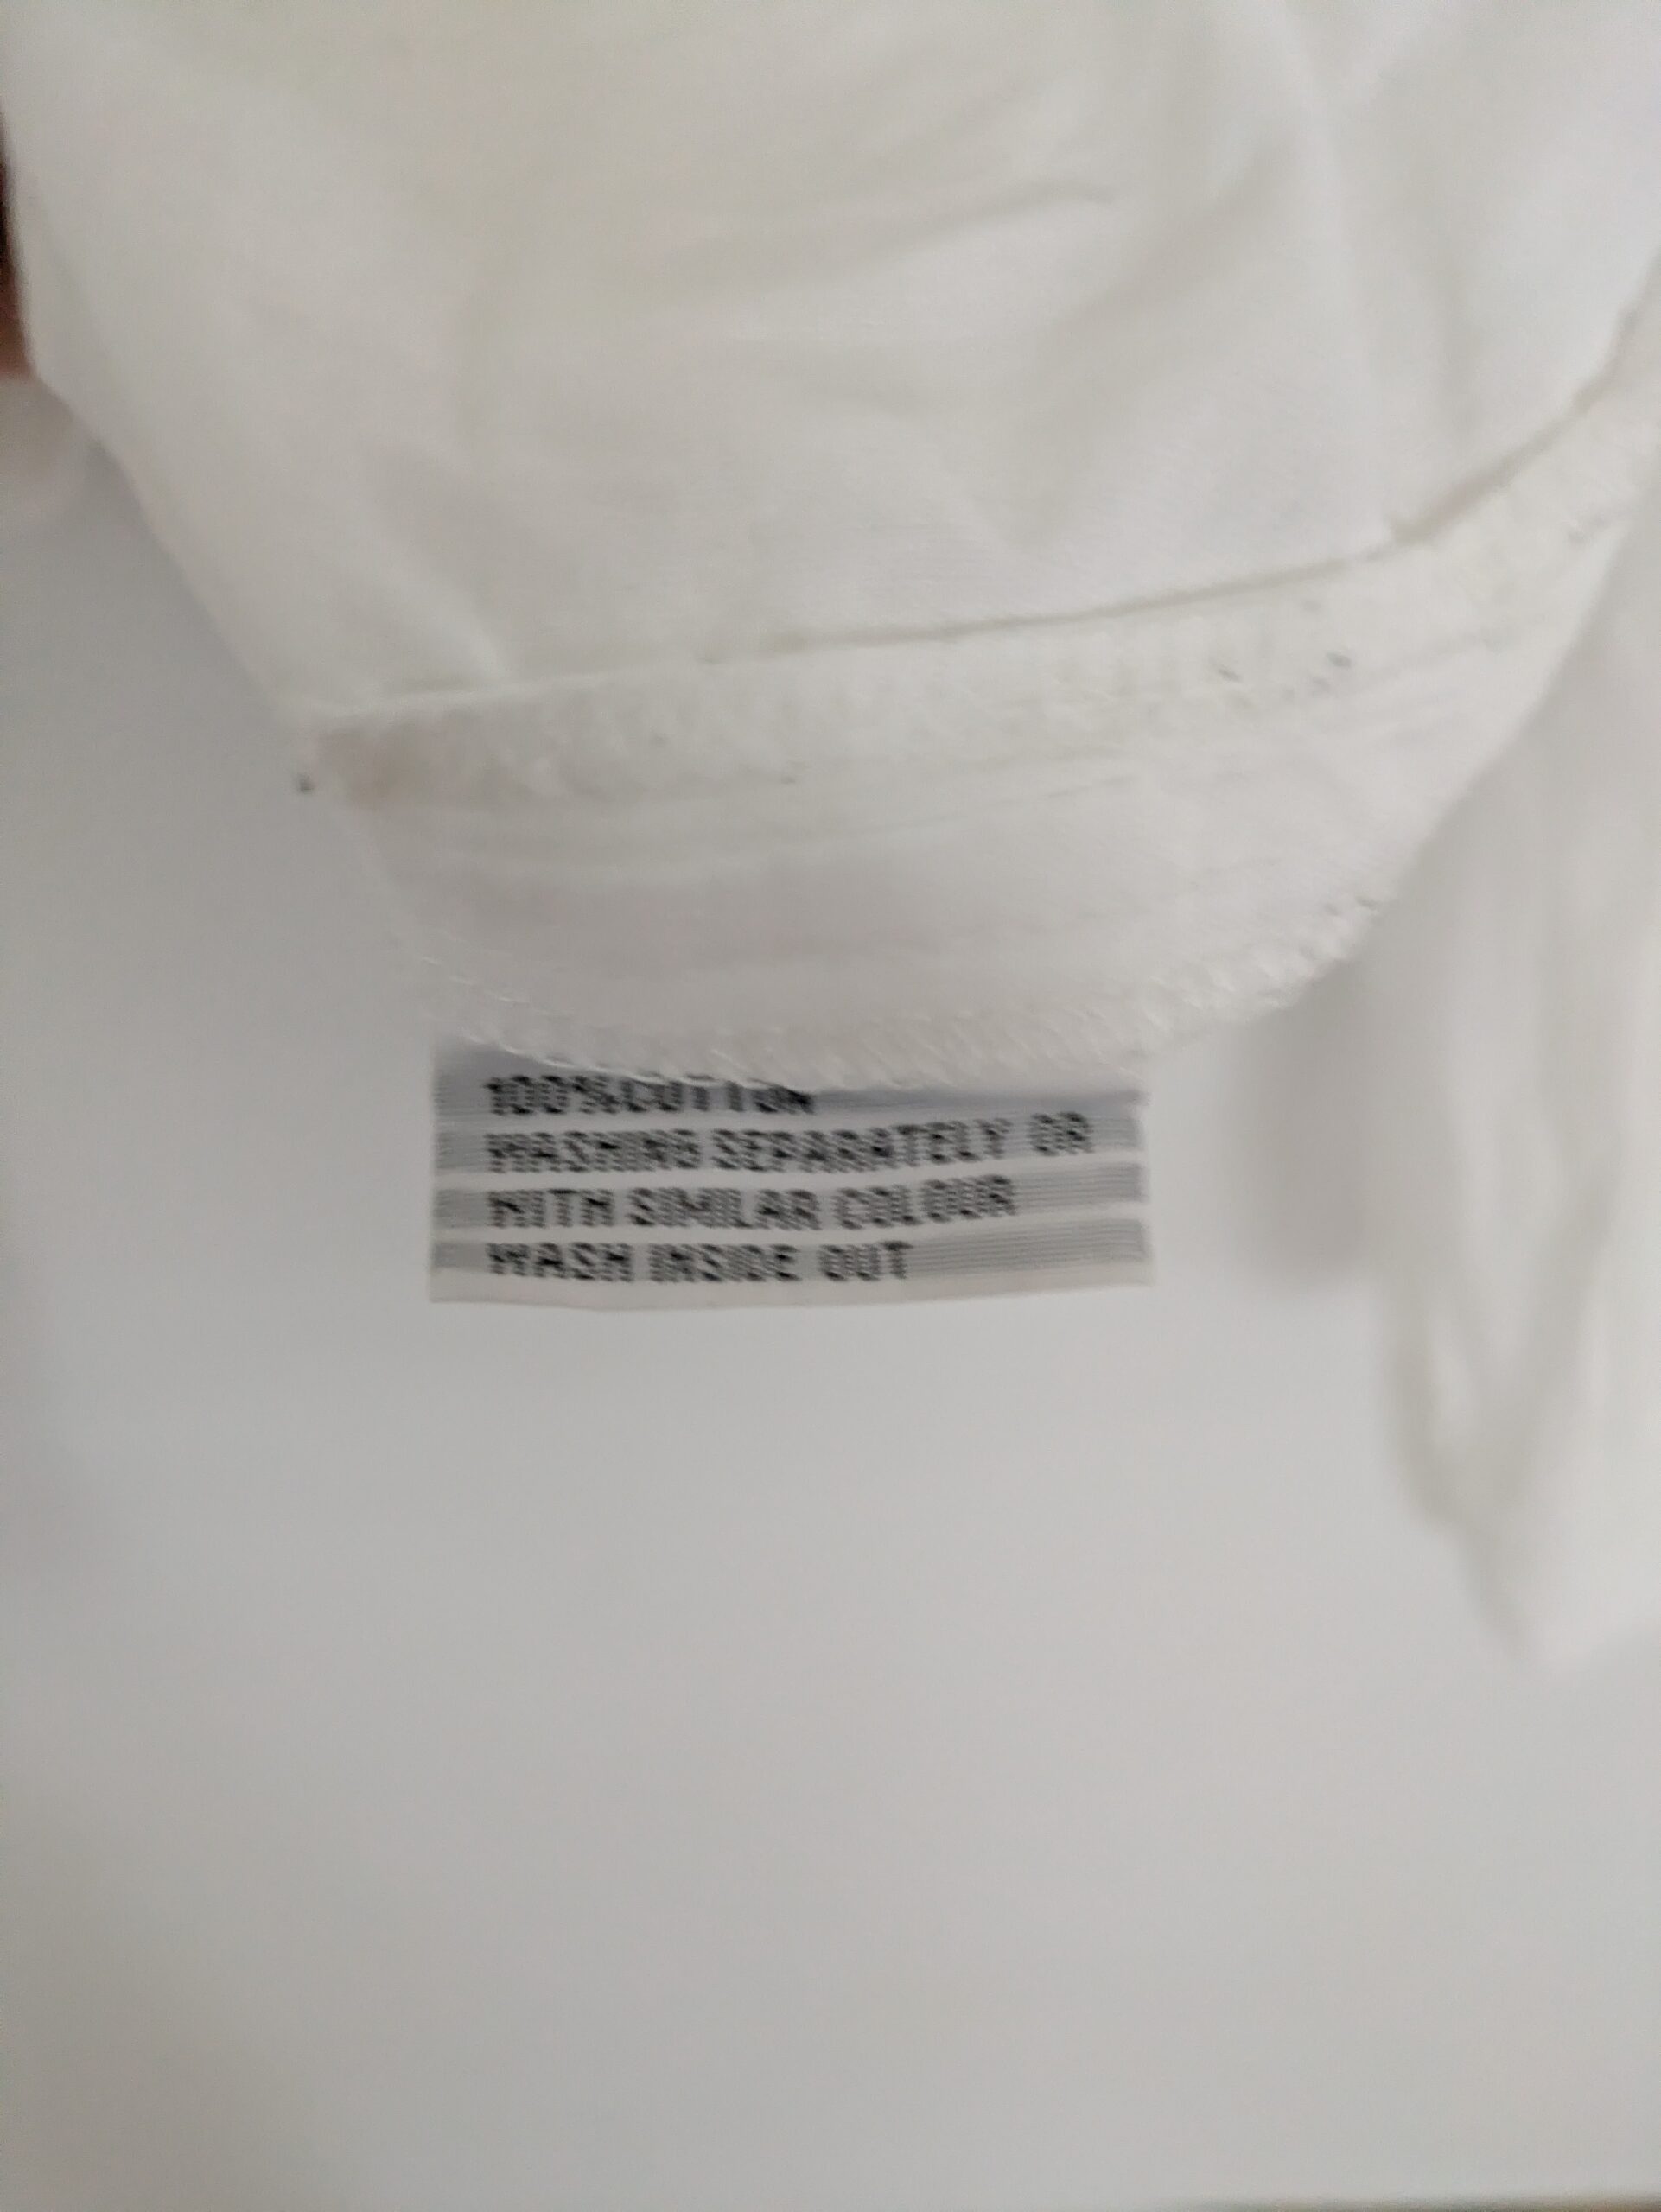 100%COTTON
WASHING SEPARATELY OR
WITH SIMILAR COLOUR
WASH INSIDE OUT